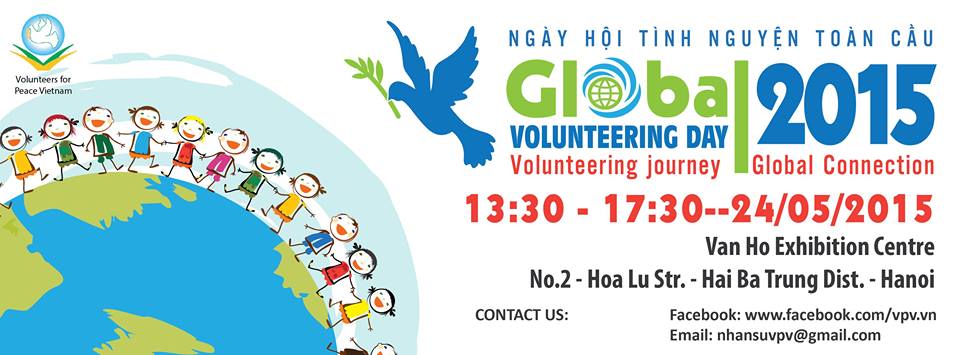 Volunteers for
Peace Vietnam
NGÀY HỘI TÌNH NGUYỆN TOÀN CẦU
Global
VOLUNTEERING DAY
Volunteering journey
2015
Global Connection
13:30 - 17:30--24/05/2015
Van Ho Exhibition Centre
No.2 - Hoa Lu Str. - Hai Ba Trung Dist. - Hanoi
CONTACT US:
Facebook: www.facebook.com/vpv.vn
Email: nhansuvpv@gmail.com